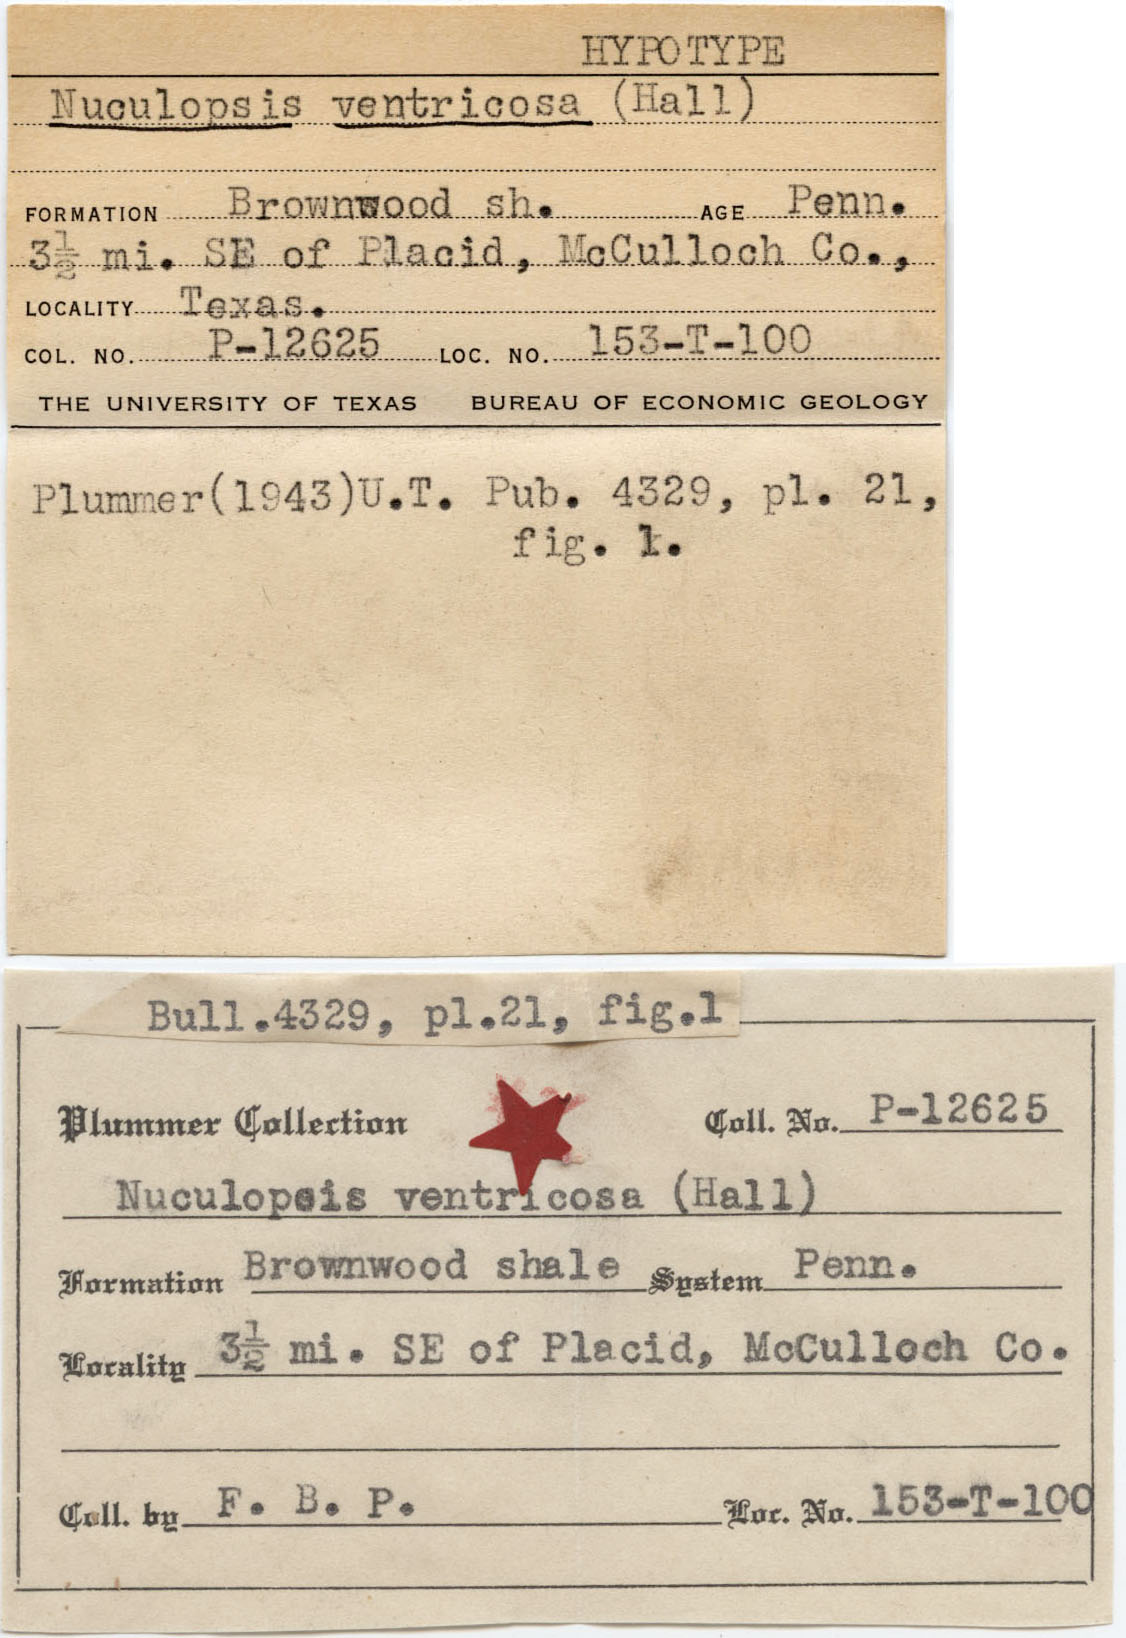 HYPOTYPE
Nuculopsis ventricosa (Hall)
FORMATION Brownwood sh. AGE Penn.
3½ mi. SE of Placid, McCulloch Co.,
LOCALITY Texas.
COL. NO. P-12625 LOC. NO. 153-T-100
THE UNIVERSITY OF TEXAS BUREAU OF ECONOMIC GEOLOGY
Plummer(1943)U.T. Pub. 4329, pl. 21,
fig. 1.
Bull.4329, pl.21, fig.1
Plummer Collection Coll. No. P-12625
Nuculopsis ventricosa (Hall)
Formation Brownwood shale System Penn.
Locality 3½ mi. SE of Placid, McCulloch Co.
Coll. by F. B. P. Loc. No. 153-T-100